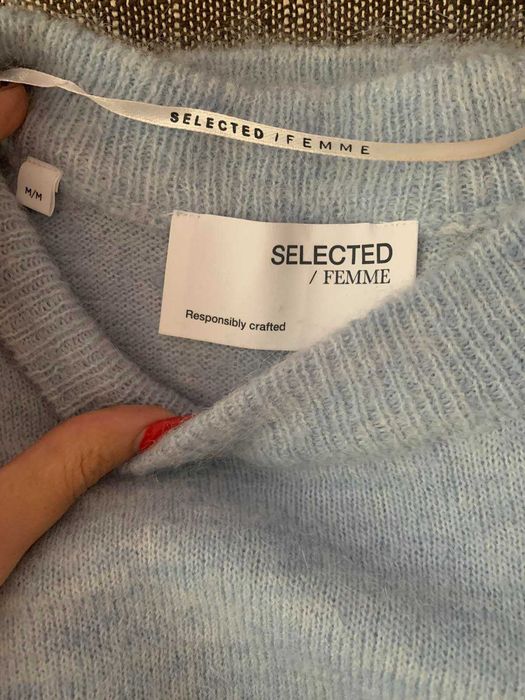 SELECTED / FEMME
M/M
SELECTED
/ FEMME
Responsibly crafted